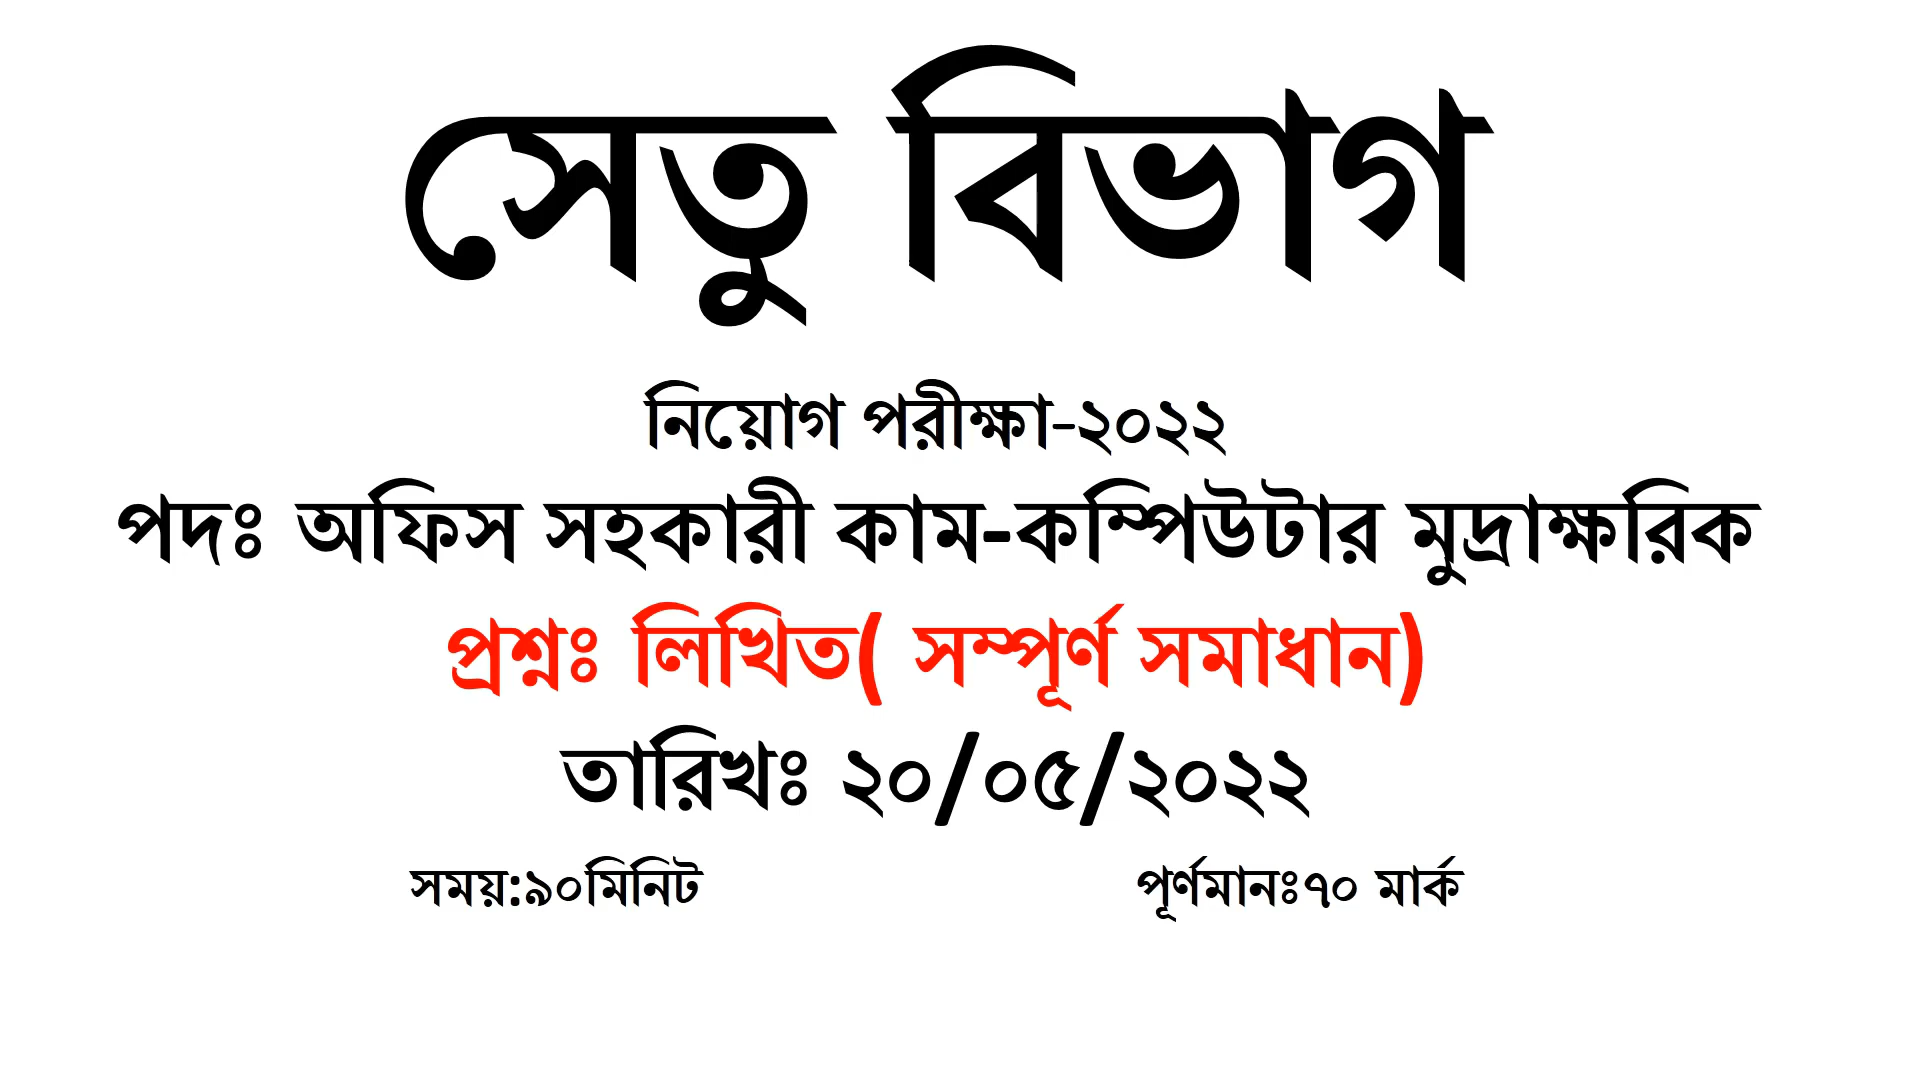 সেতু বিভাগ
নিয়োগ পরীক্ষা-২০২২
পদঃ অফিস সহকারী কাম-কম্পিউটার মুদ্রাক্ষরিক
প্রশ্নঃ লিখিত( সম্পূর্ণ সমাধান)
তারিখঃ ২০/০৫/২০২২
সময়:৯০মিনিট পূর্ণমানঃ৭০ মার্ক